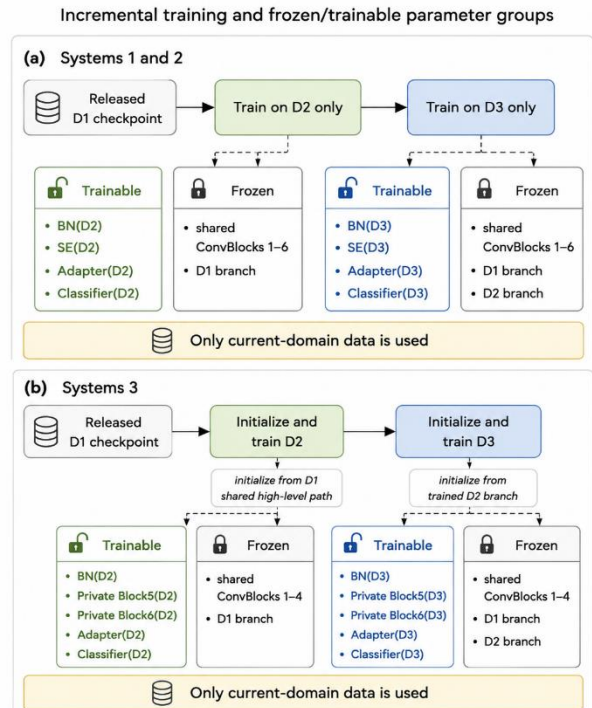 Incremental training and frozen/trainable parameter groups
(a) Systems 1 and 2
Released
D1 checkpoint
Train on D2 only
Train on D3 only
Trainable
• BN(D2)
• SE(D2)
• Adapter(D2)
• Classifier(D2)
Frozen
• shared
ConvBlocks 1–6
• D1 branch
Trainable
• BN(D3)
• SE(D3)
• Adapter(D3)
• Classifier(D3)
Frozen
• shared
ConvBlocks 1–6
• D1 branch
• D2 branch
Only current-domain data is used
(b) Systems 3
Released
D1 checkpoint
Initialize and
train D2
Initialize and
train D3
initialize from D1
shared high-level path
initialize from
trained D2 branch
Trainable
• BN(D2)
• Private Block5(D2)
• Private Block6(D2)
• Adapter(D2)
• Classifier(D2)
Frozen
• shared
ConvBlocks 1–4
• D1 branch
Trainable
• BN(D3)
• Private Block5(D3)
• Private Block6(D3)
• Adapter(D3)
• Classifier(D3)
Frozen
• shared
ConvBlocks 1–4
• D1 branch
• D2 branch
Only current-domain data is used